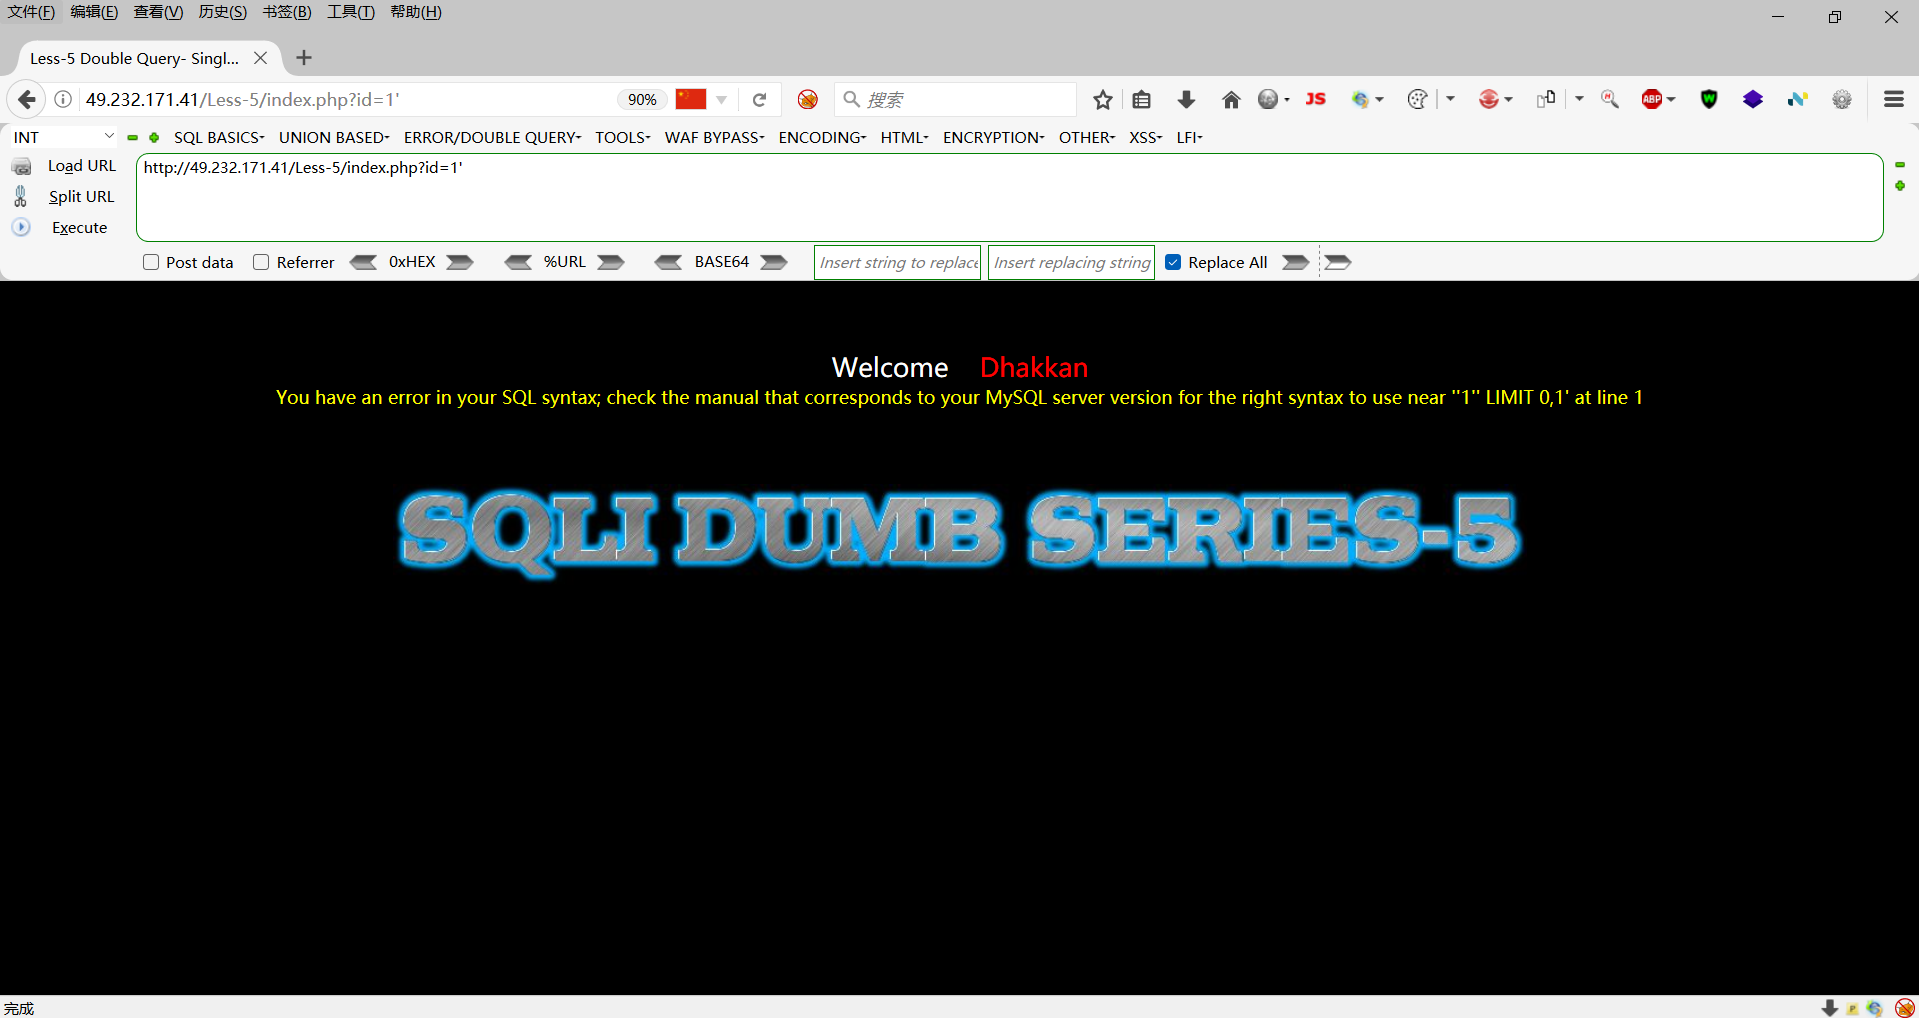 文件(F) 编辑(E) 查看(V) 历史(S) 书签(B) 工具(T) 帮助(H)
Less-5 Double Query- Singl...
49.232.171.41/Less-5/index.php?id=1' 90% 搜索 JS ABP
INT SQL BASICS UNION BASED ERROR/DOUBLE QUERY TOOLS WAF BYPASS ENCODING HTML ENCRYPTION OTHER XSS LFI
Load URL http://49.232.171.41/Less-5/index.php?id=1'
Split URL
Execute
Post data Referrer 0xHEX %URL BASE64 Insert string to replace Insert replacing string Replace All
Welcome Dhakkan
You have an error in your SQL syntax; check the manual that corresponds to your MySQL server version for the right syntax to use near ''1'' LIMIT 0,1' at line 1
SQLI DUMB SERIES-5
完成